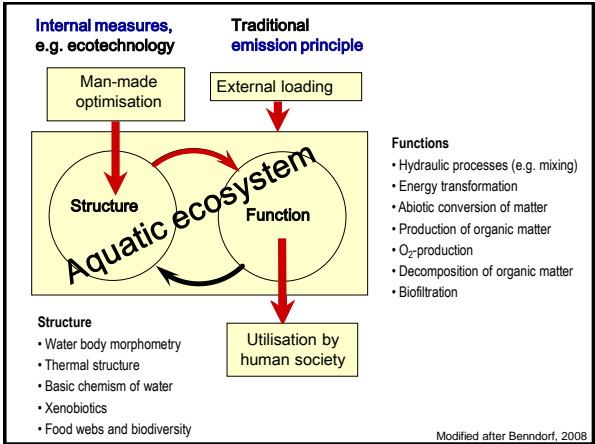 Internal measures,
e.g. ecotechnology
Traditional
emission principle
Man-made
optimisation
External loading
Aquatic ecosystem
Structure
Function
Utilisation by
human society
Functions
• Hydraulic processes (e.g. mixing)
• Energy transformation
• Abiotic conversion of matter
• Production of organic matter
• O₂-production
• Decomposition of organic matter
• Biofiltration
Structure
• Water body morphometry
• Thermal structure
• Basic chemism of water
• Xenobiotics
• Food webs and biodiversity
Modified after Benndorf, 2008